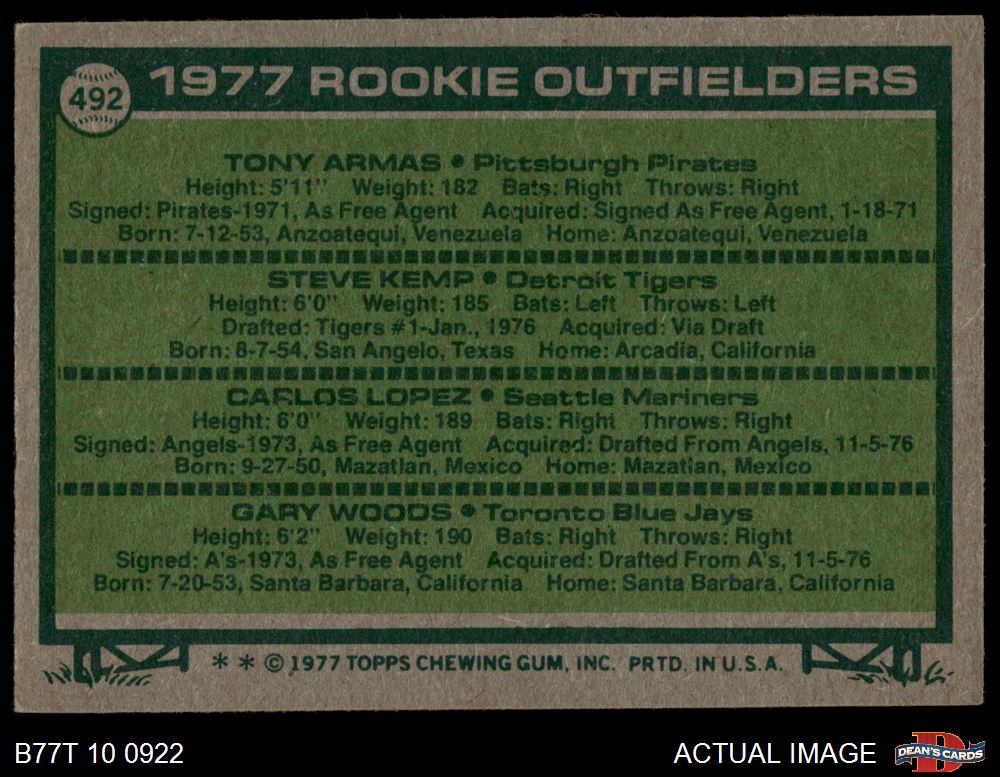 492
1977 ROOKIE OUTFIELDERS
TONY ARMAS • Pittsburgh Pirates
Height: 5'11" Weight: 182 Bats: Right Throws: Right
Signed: Pirates-1971, As Free Agent Acquired: Signed As Free Agent, 1-18-71
Born: 7-12-53, Anzoatequi, Venezuela Home: Anzoatequi, Venezuela
STEVE KEMP • Detroit Tigers
Height: 6'0" Weight: 185 Bats: Left Throws: Left
Drafted: Tigers #1-Jan., 1976 Acquired: Via Draft
Born: 8-7-54, San Angelo, Texas Home: Arcadia, California
CARLOS LOPEZ • Seattle Mariners
Height: 6'0" Weight: 189 Bats: Right Throws: Right
Signed: Angels-1973, As Free Agent Acquired: Drafted From Angels, 11-5-76
Born: 9-27-50, Mazatlan, Mexico Home: Mazatlan, Mexico
GARY WOODS • Toronto Blue Jays
Height: 6'2" Weight: 190 Bats: Right Throws: Right
Signed: A's-1973, As Free Agent Acquired: Drafted From A's, 11-5-76
Born: 7-20-53, Santa Barbara, California Home: Santa Barbara, California
* * © 1977 TOPPS CHEWING GUM, INC. PRTD. IN U.S.A.
B77T 10 0922
ACTUAL IMAGE
D
DEAN'S CARDS